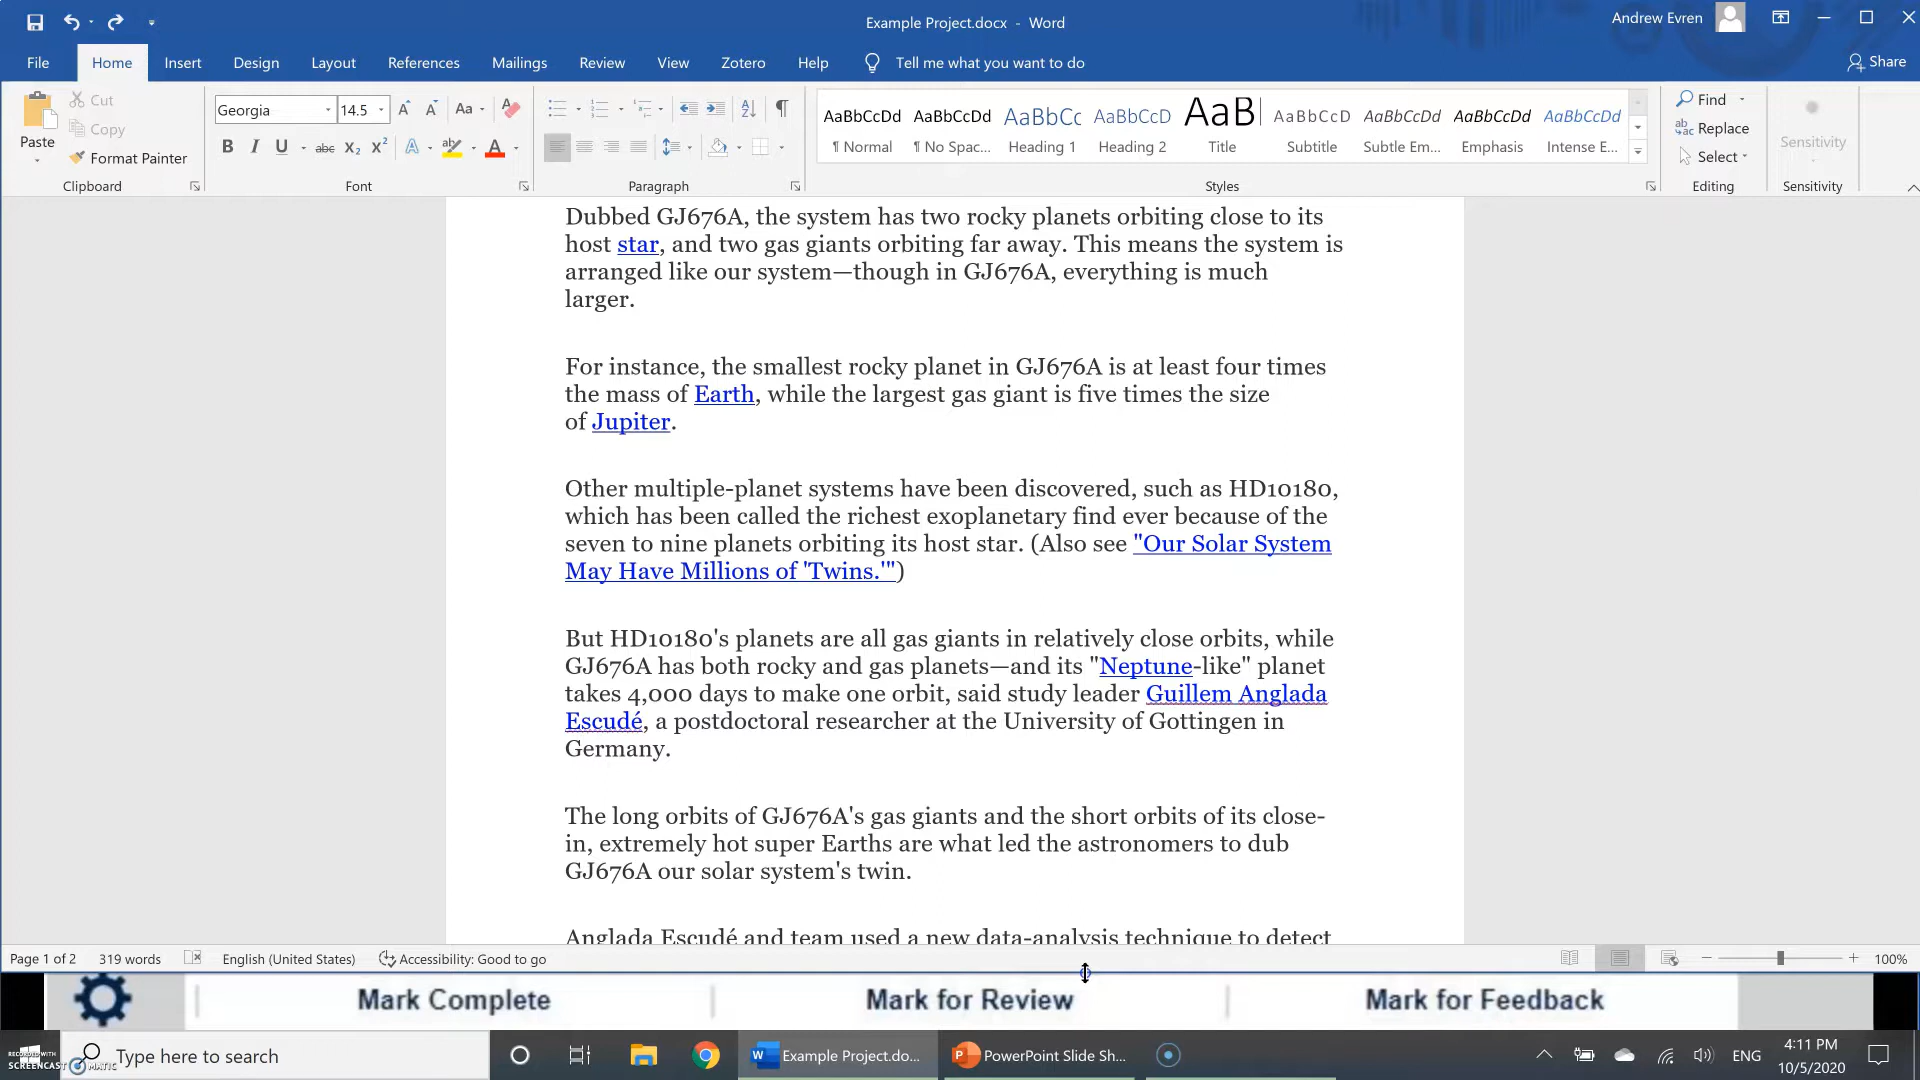 Example Project.docx - Word
Andrew Evren
File Home Insert Design Layout References Mailings Review View Zotero Help Tell me what you want to do Share
Paste
Cut
Copy
Format Painter
Clipboard
Georgia 14.5 Aa
B I U abc X₂ X² A ab A
Font
Paragraph
AaBbCcDd AaBbCcDd AaBbCc AaBbCcD AaB AaBbCcD AaBbCcDd AaBbCcDd AaBbCcDd
¶ Normal ¶ No Spac... Heading 1 Heading 2 Title Subtitle Subtle Em... Emphasis Intense E...
Styles
Find
Replace
Select
Editing
Sensitivity
Sensitivity
Dubbed GJ676A, the system has two rocky planets orbiting close to its
host star, and two gas giants orbiting far away. This means the system is
arranged like our system—though in GJ676A, everything is much
larger.
For instance, the smallest rocky planet in GJ676A is at least four times
the mass of Earth, while the largest gas giant is five times the size
of Jupiter.
Other multiple-planet systems have been discovered, such as HD10180,
which has been called the richest exoplanetary find ever because of the
seven to nine planets orbiting its host star. (Also see "Our Solar System
May Have Millions of 'Twins.'")
But HD10180's planets are all gas giants in relatively close orbits, while
GJ676A has both rocky and gas planets—and its "Neptune-like" planet
takes 4,000 days to make one orbit, said study leader Guillem Anglada
Escudé, a postdoctoral researcher at the University of Gottingen in
Germany.
The long orbits of GJ676A's gas giants and the short orbits of its close-
in, extremely hot super Earths are what led the astronomers to dub
GJ676A our solar system's twin.
Anglada Escudé and team used a new data-analysis technique to detect
Page 1 of 2 319 words English (United States) Accessibility: Good to go 100%
Mark Complete Mark for Review Mark for Feedback
RECORDED WITH
SCREENCAST MATIC
Type here to search
Example Project.do...
PowerPoint Slide Sh...
ENG
4:11 PM
10/5/2020